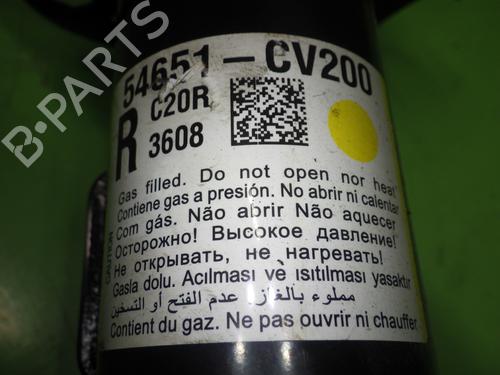 54651-CV200
R C20R
3608
CAUTION
Gas filled. Do not open nor heat.
Contiene gas a presión. No abrir ni calentar
Com gás. Não abrir Não aquecer
Осторожно! Высокое давление!
Не открывать, не нагревать!
Gasla dolu. Acılması ve ısıtılması yasaktır
مملوء بالغاز. عدم الفتح أو التسخين
Contient du gaz. Ne pas ouvrir ni chauffer
B-PARTS